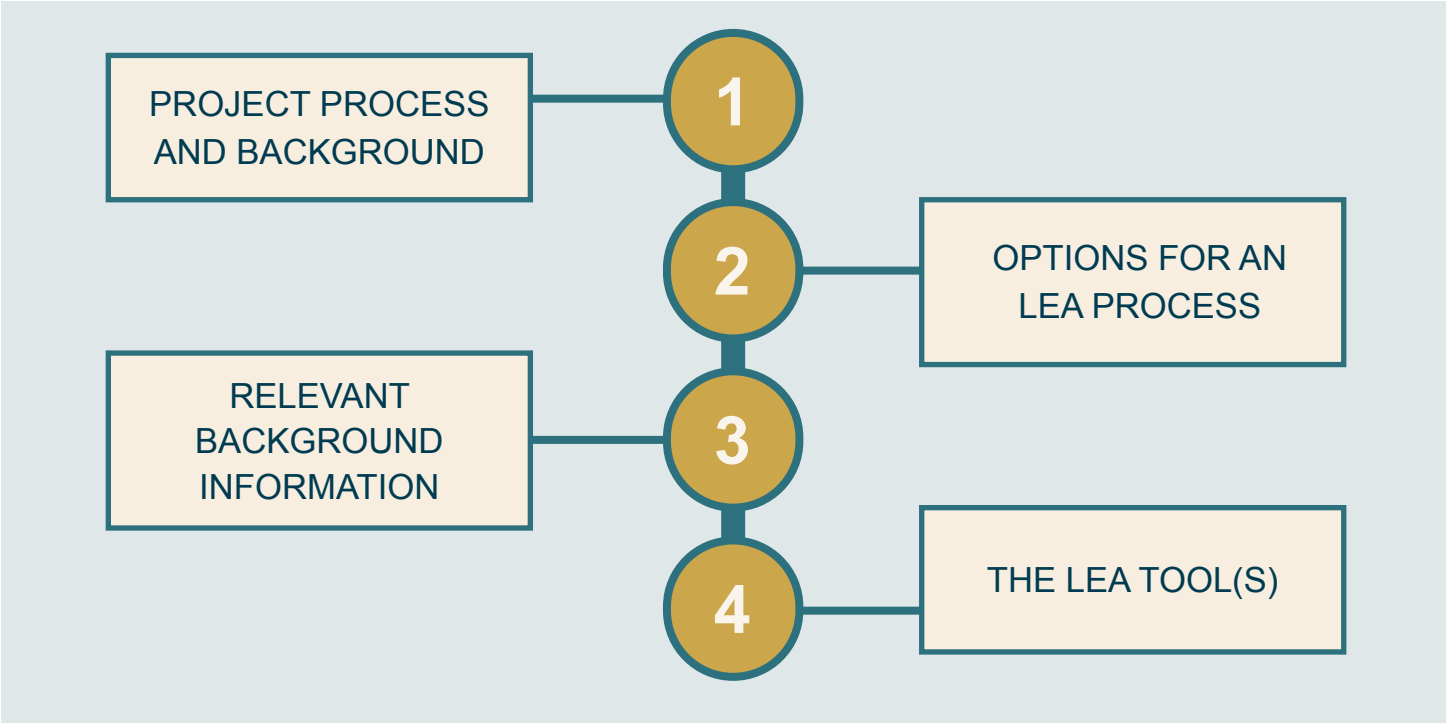 1
PROJECT PROCESS
AND BACKGROUND
2
OPTIONS FOR AN
LEA PROCESS
3
RELEVANT
BACKGROUND
INFORMATION
4
THE LEA TOOL(S)